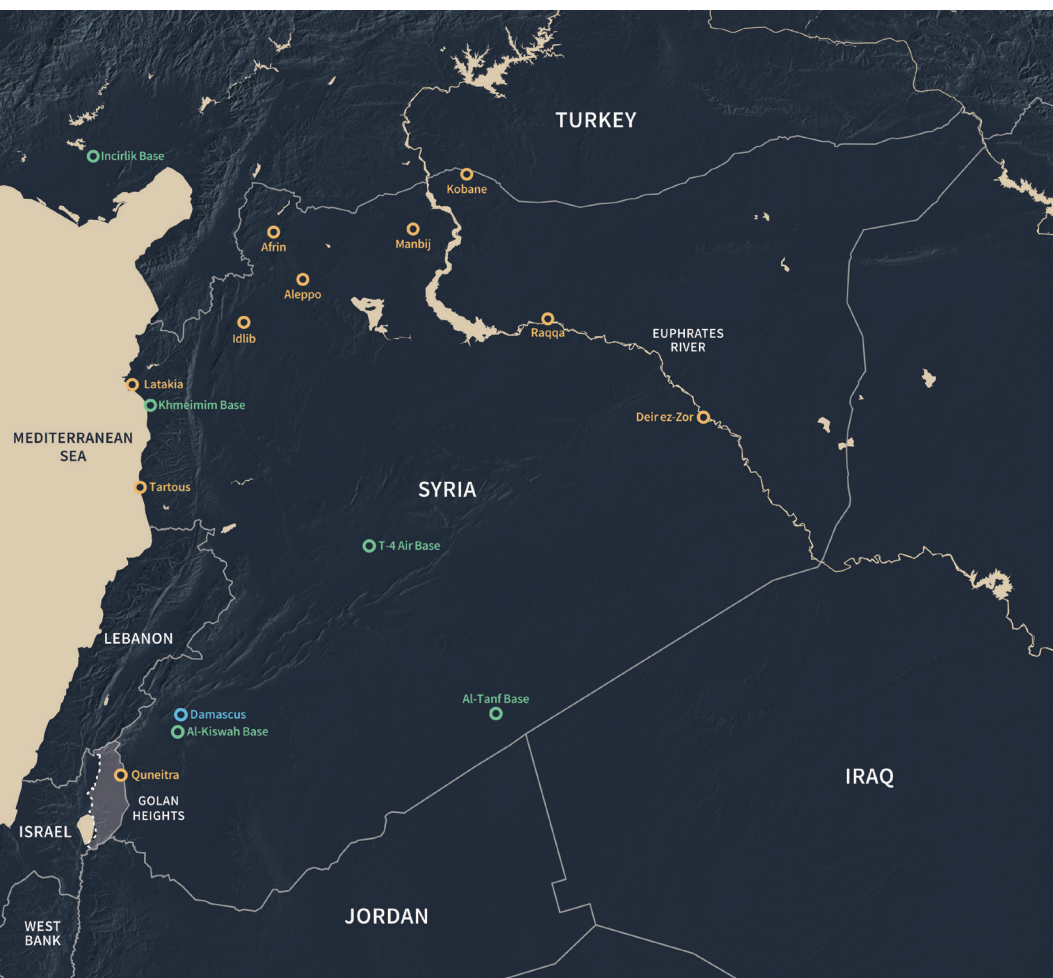 TURKEY
Incirlik Base
Kobane
Afrin
Manbij
Aleppo
Idlib
Raqqa
EUPHRATES
RIVER
Latakia
Khmeimim Base
Deir ez-Zor
MEDITERRANEAN
SEA
Tartous
SYRIA
T-4 Air Base
LEBANON
Al-Tanf Base
Damascus
Al-Kiswah Base
Quneitra
IRAQ
GOLAN
HEIGHTS
ISRAEL
JORDAN
WEST
BANK